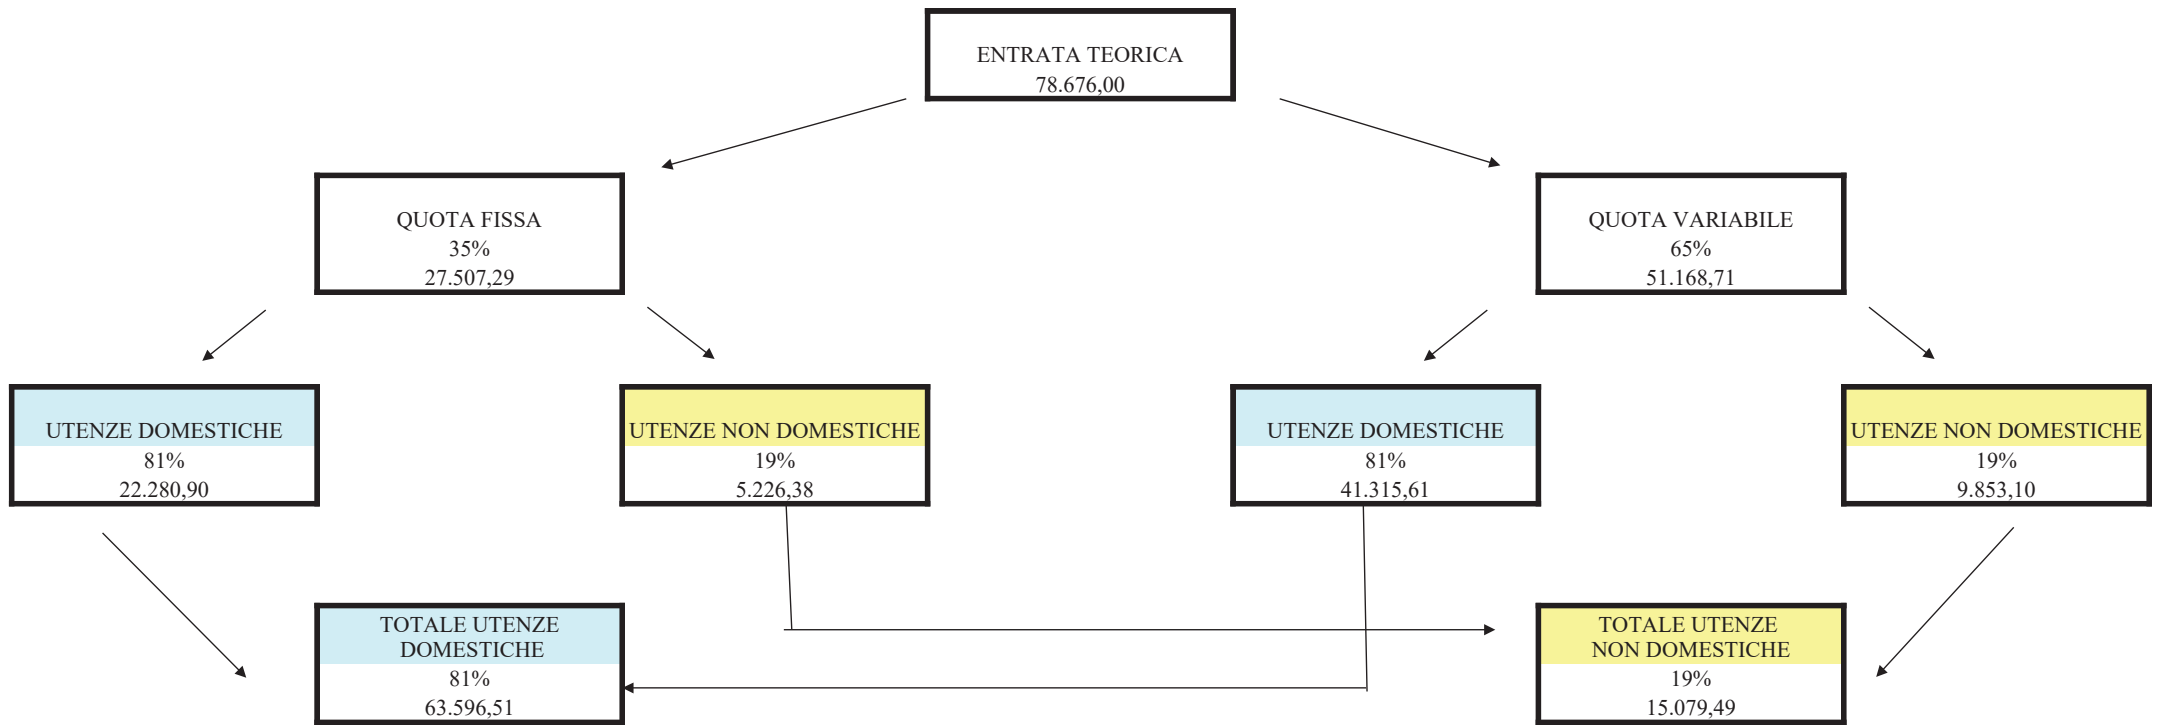 ENTRATA TEORICA
78.676,00
QUOTA FISSA
35%
27.507,29
QUOTA VARIABILE
65%
51.168,71
UTENZE DOMESTICHE
81%
22.280,90
UTENZE NON DOMESTICHE
19%
5.226,38
UTENZE DOMESTICHE
81%
41.315,61
UTENZE NON DOMESTICHE
19%
9.853,10
TOTALE UTENZE
DOMESTICHE
81%
63.596,51
TOTALE UTENZE
NON DOMESTICHE
19%
15.079,49